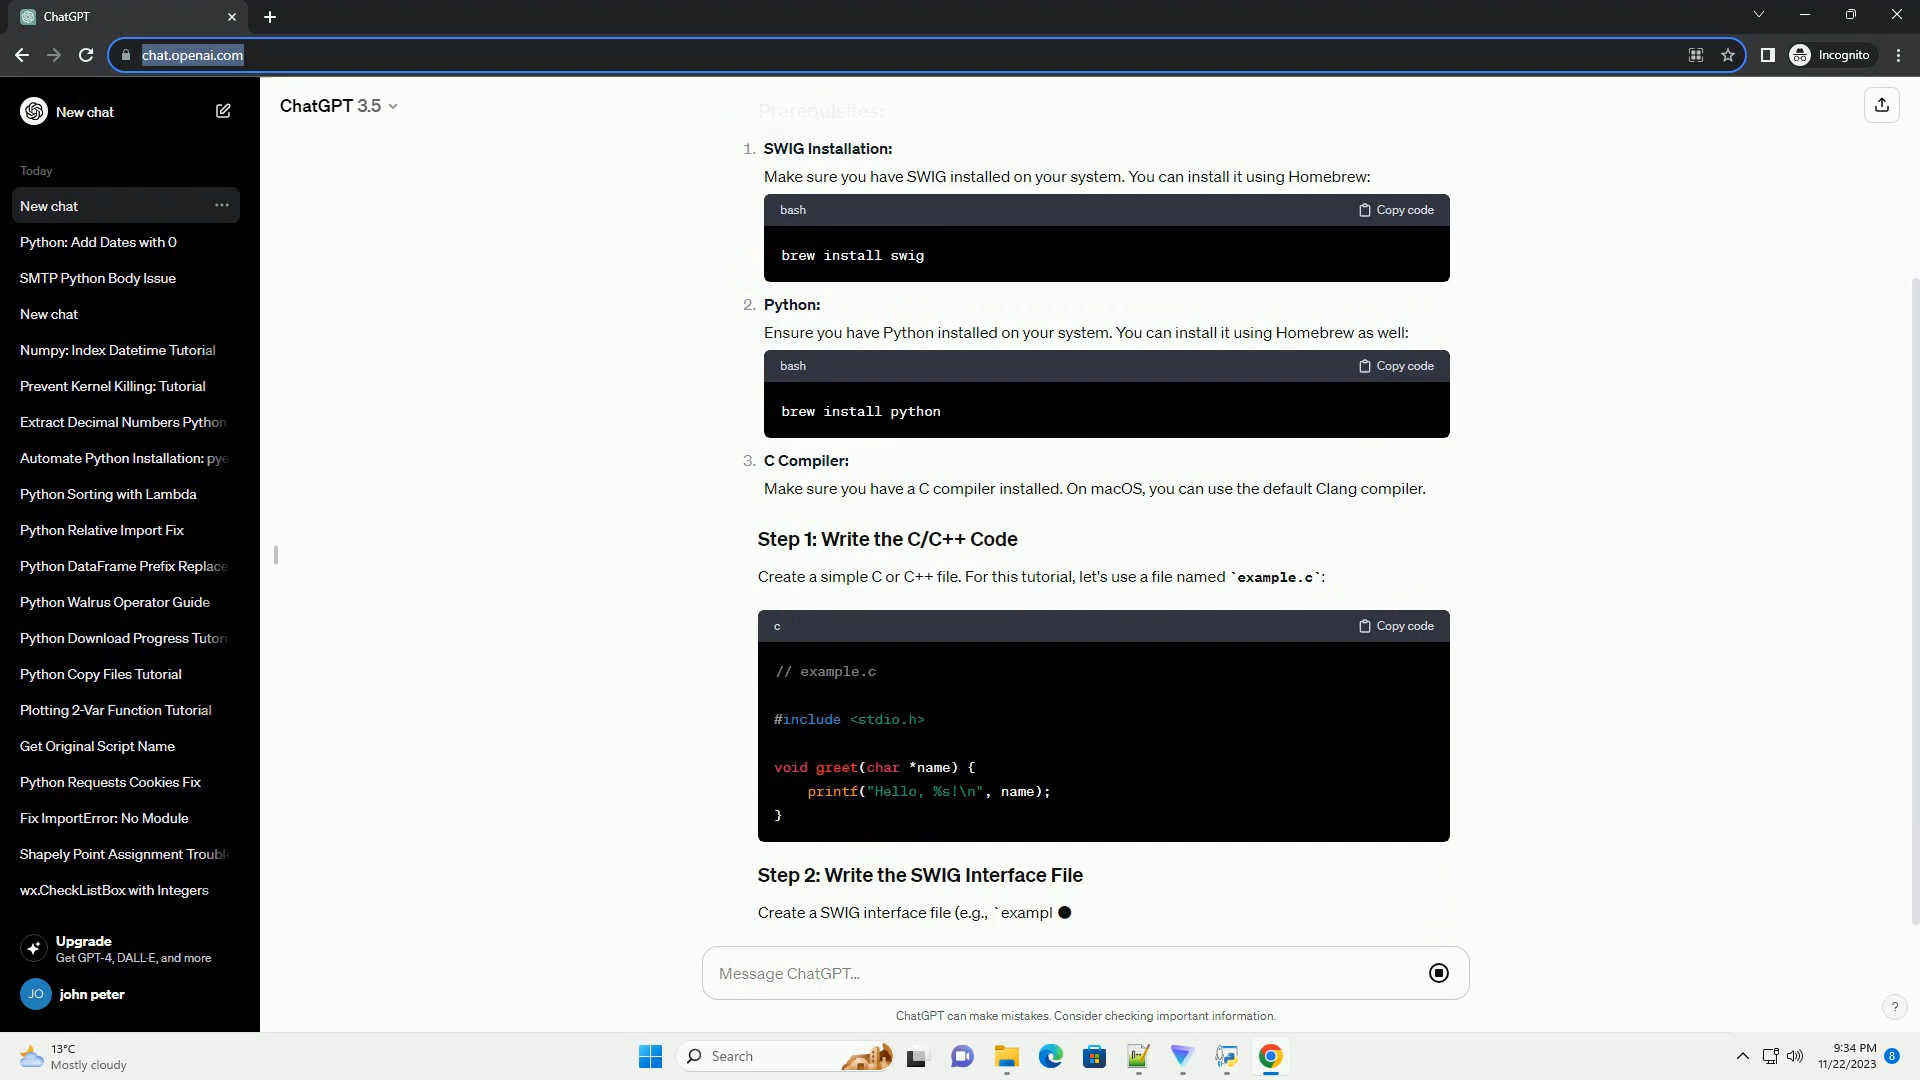 ChatGPT
chat.openai.com
Incognito
New chat
Today
New chat
Python: Add Dates with 0
SMTP Python Body Issue
New chat
Numpy: Index Datetime Tutorial
Prevent Kernel Killing: Tutorial
Extract Decimal Numbers Python
Automate Python Installation: pye
Python Sorting with Lambda
Python Relative Import Fix
Python DataFrame Prefix Replace
Python Walrus Operator Guide
Python Download Progress Tutori
Python Copy Files Tutorial
Plotting 2-Var Function Tutorial
Get Original Script Name
Python Requests Cookies Fix
Fix ImportError: No Module
Shapely Point Assignment Trouble
wx.CheckListBox with Integers
Upgrade
Get GPT-4, DALL·E, and more
JO
john peter
ChatGPT 3.5
Prerequisites:
1. SWIG Installation:
Make sure you have SWIG installed on your system. You can install it using Homebrew:
bash
Copy code
brew install swig
2. Python:
Ensure you have Python installed on your system. You can install it using Homebrew as well:
bash
Copy code
brew install python
3. C Compiler:
Make sure you have a C compiler installed. On macOS, you can use the default Clang compiler.
Step 1: Write the C/C++ Code
Create a simple C or C++ file. For this tutorial, let's use a file named `example.c`:
c
Copy code
// example.c
#include <stdio.h>
void greet(char *name) {
printf("Hello, %s!\n", name);
}
Step 2: Write the SWIG Interface File
Create a SWIG interface file (e.g., `exampl
Message ChatGPT...
ChatGPT can make mistakes. Consider checking important information.
?
13°C
Mostly cloudy
Search
9:34 PM
11/22/2023
8